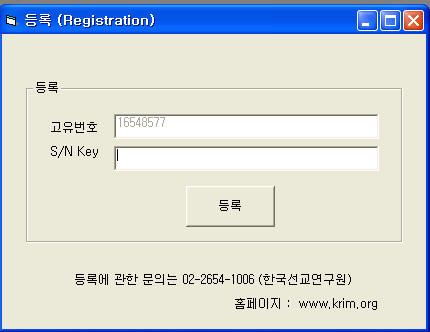 등록 (Registration)
등록
고유번호 16548577
S/N Key
등록
등록에 관한 문의는 02-2654-1006 (한국선교연구원)
홈페이지 : www.krim.org